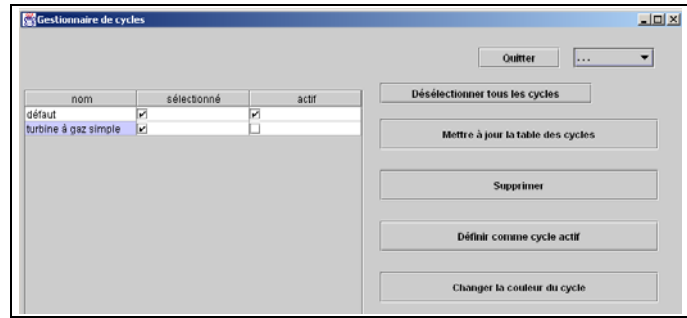 Gestionnaire de cycles
Quitter ...
Désélectionner tous les cycles
nom sélectionné actif
défaut
turbine à gaz simple
Mettre à jour la table des cycles
Supprimer
Définir comme cycle actif
Changer la couleur du cycle